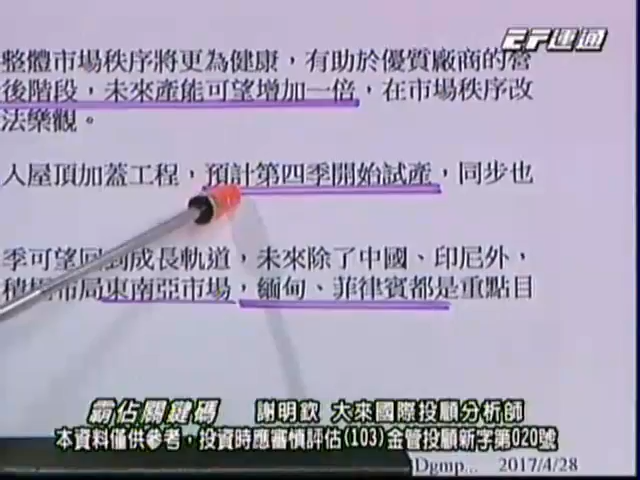 EF運通
整體市場秩序將更為健康，有助於優質廠商的營
後階段，未來產能可望增加一倍，在市場秩序改
法樂觀。
入屋頂加蓋工程，預計第四季開始試產，同步也
季可望回到成長軌道，未來除了中國、印尼外，
積極布局東南亞市場，緬甸、菲律賓都是重點目
霸佔關鍵碼 謝明欽 大來國際投顧分析師
本資料僅供參考，投資時應審慎評估(103)金管投顧新字第020號
Dgmp... 2017/4/28